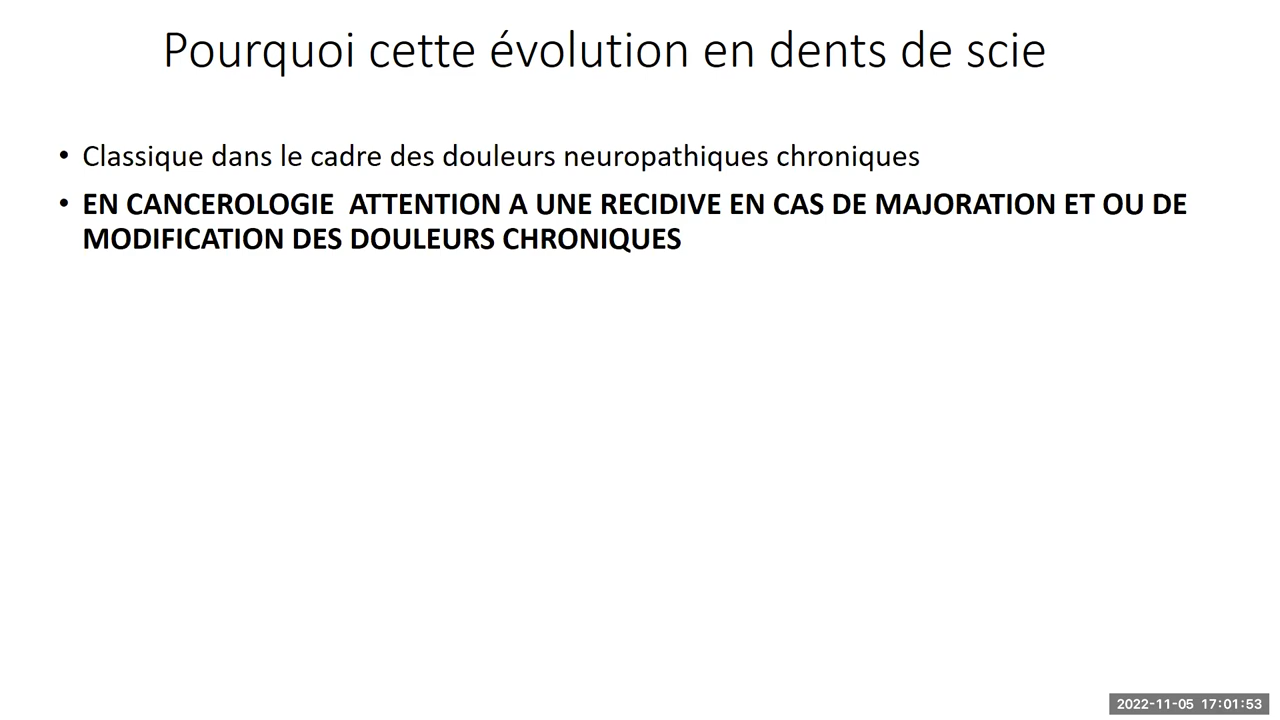 Pourquoi cette évolution en dents de scie
• Classique dans le cadre des douleurs neuropathiques chroniques
• EN CANCEROLOGIE  ATTENTION A UNE RECIDIVE EN CAS DE MAJORATION ET OU DE
MODIFICATION DES DOULEURS CHRONIQUES
2022-11-05 17:01:53